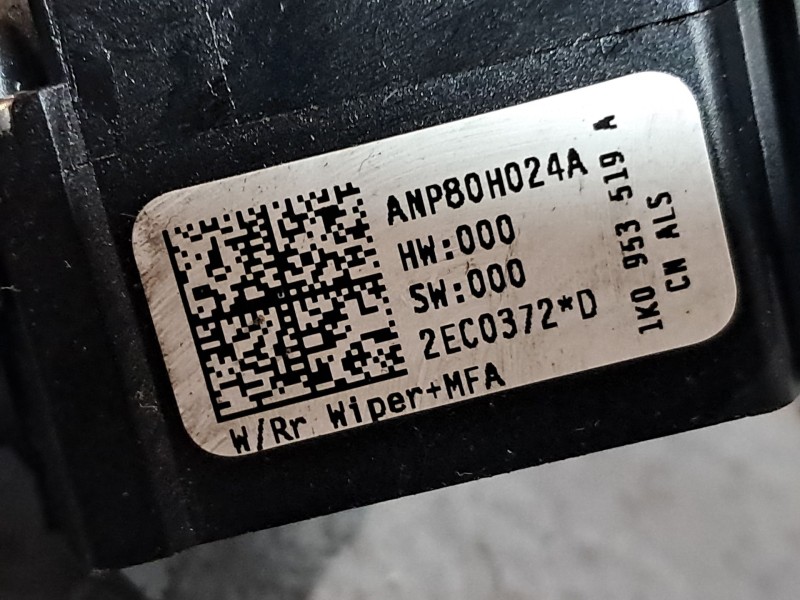 ANP80H024A
HW:000
SW:000
2EC0372*D
W/Rr Wiper+MFA
1K0 953 519 A
CN ALS